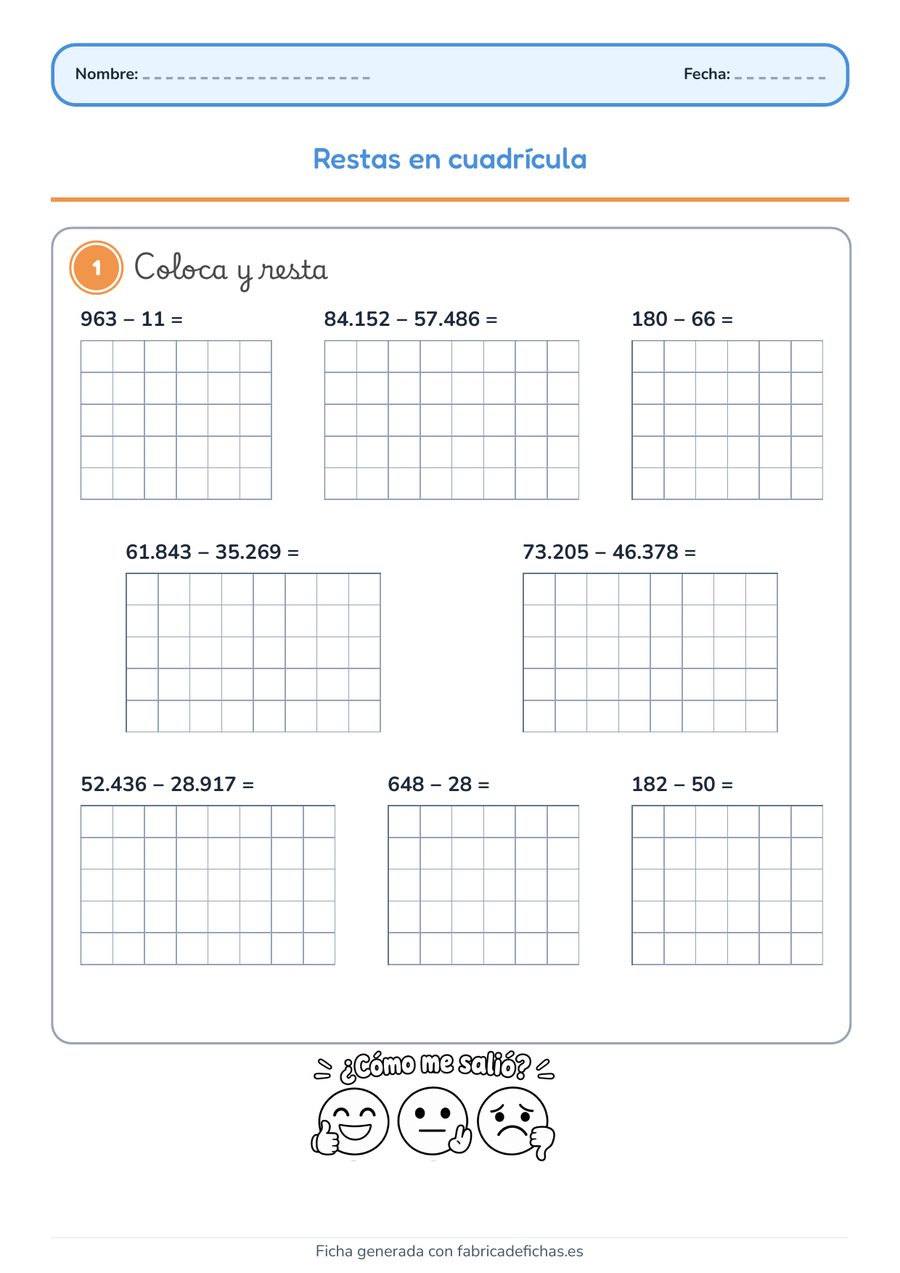 Nombre: Fecha:
Restas en cuadrícula
1 Coloca y resta
963 – 11 = 84.152 – 57.486 = 180 – 66 =
61.843 – 35.269 = 73.205 – 46.378 =
52.436 – 28.917 = 648 – 28 = 182 – 50 =
¿Cómo me salió?
Ficha generada con fabricadefichas.es